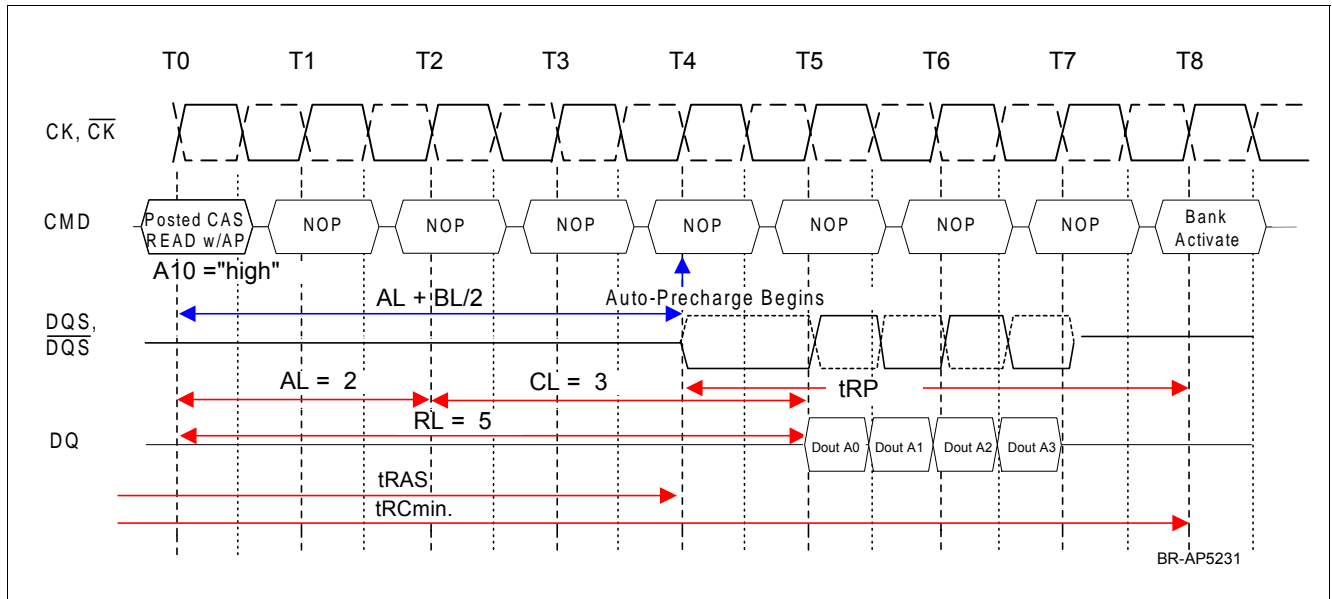 T0 T1 T2 T3 T4 T5 T6 T7 T8
CK, CK
CMD
Posted CAS
READ w/AP
NOP NOP NOP NOP NOP NOP NOP
Bank
Activate
A10 ="high"
AL + BL/2
Auto-Precharge Begins
DQS,
DQS
AL = 2
CL = 3
tRP
RL = 5
DQ
Dout A0 Dout A1 Dout A2 Dout A3
tRAS
tRCmin.
BR-AP5231